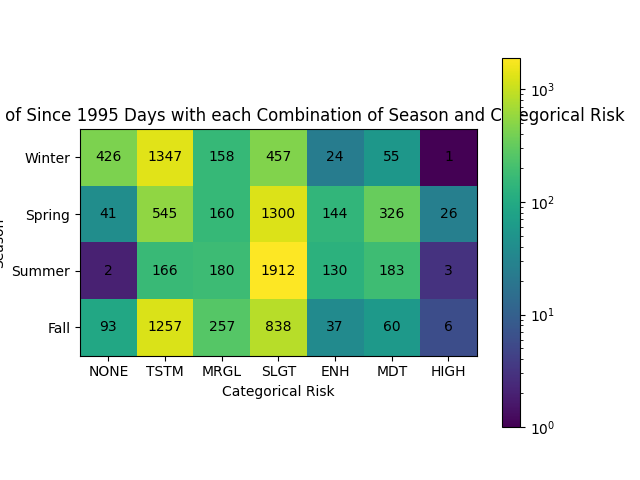 of Since 1995 Days with each Combination of Season and Categorical Risk
Winter 426 1347 158 457 24 55 1
Spring 41 545 160 1300 144 326 26
Summer 2 166 180 1912 130 183 3
Fall 93 1257 257 838 37 60 6
NONE TSTM MRGL SLGT ENH MDT HIGH
Categorical Risk
10³
10²
10¹
10⁰